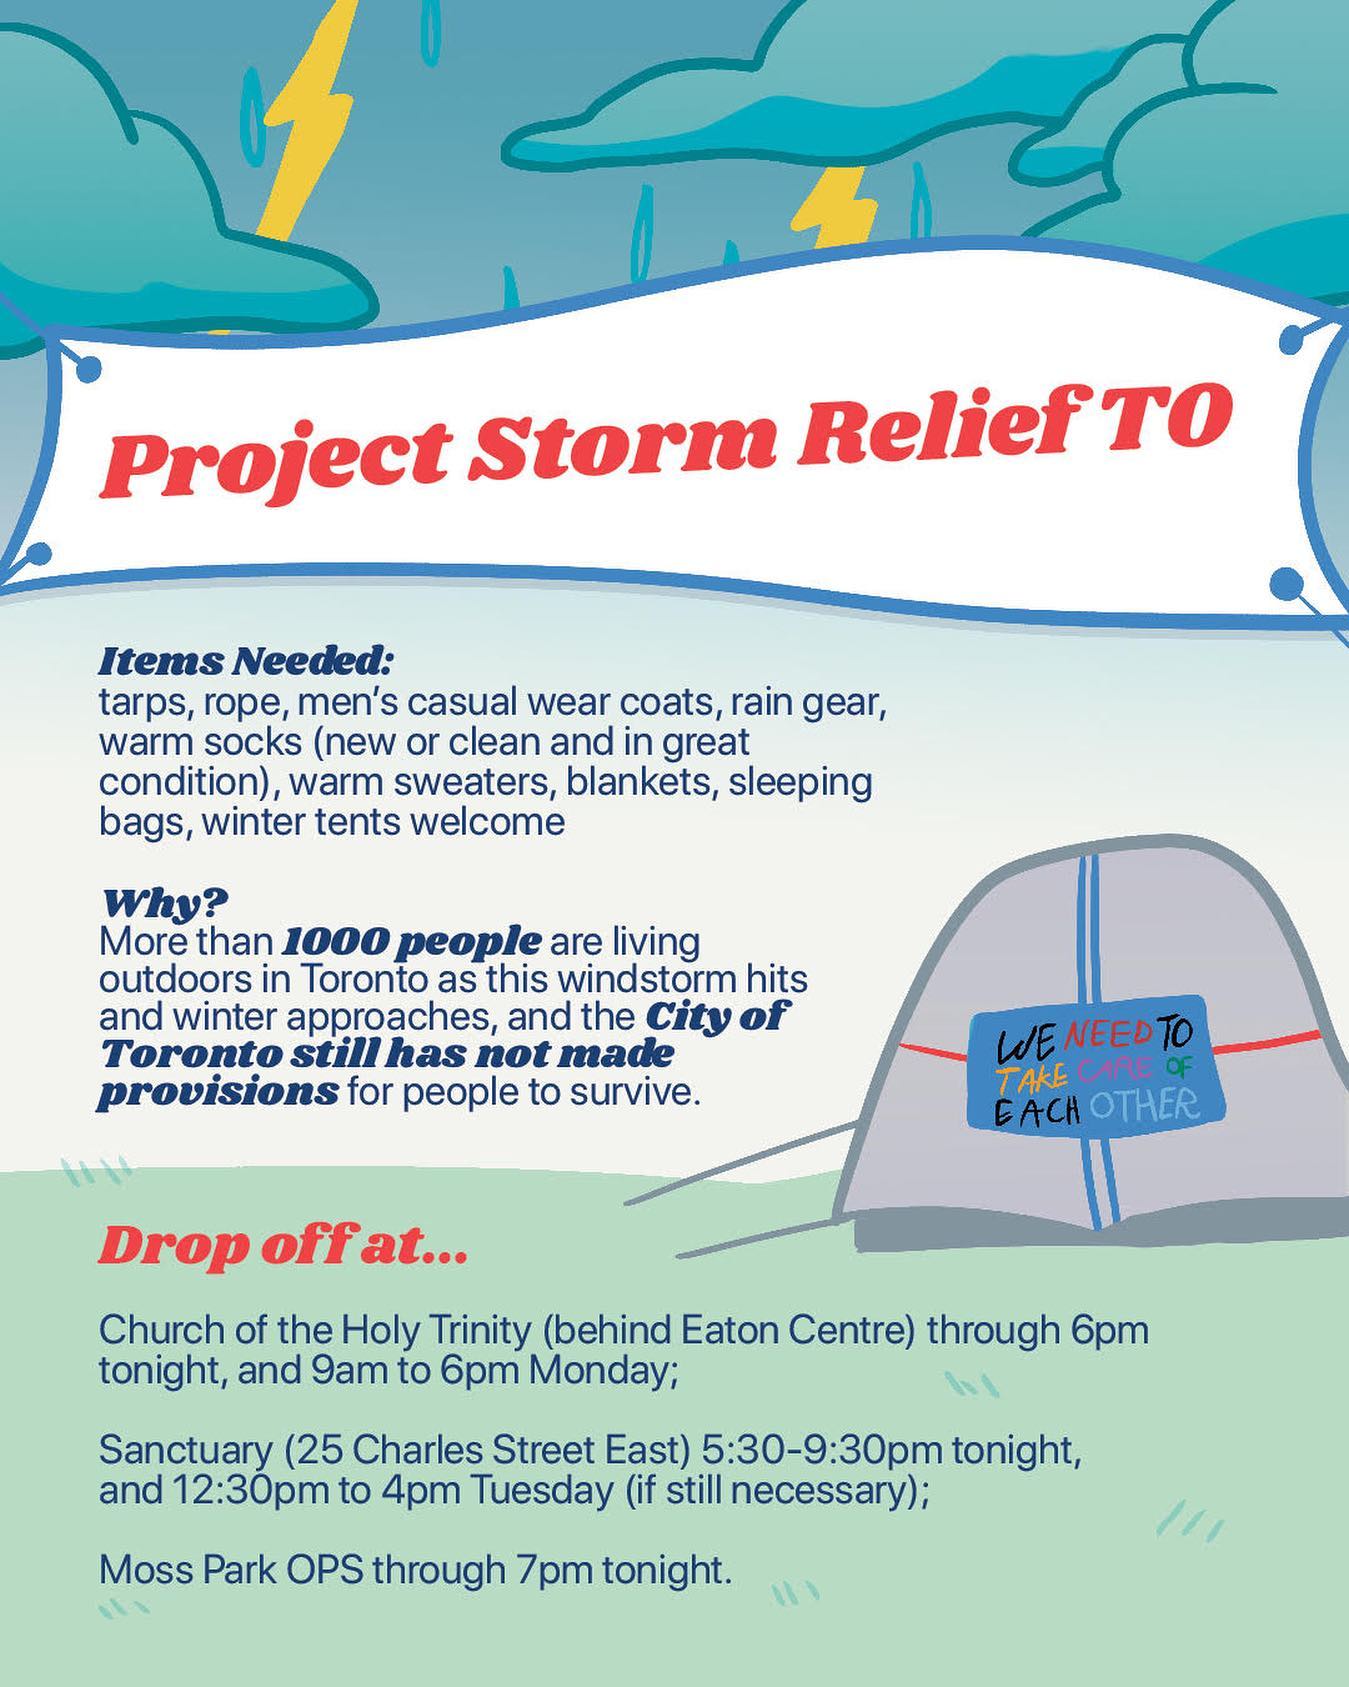 Project Storm Relief TO
Items Needed:
tarps, rope, men’s casual wear coats, rain gear,
warm socks (new or clean and in great
condition), warm sweaters, blankets, sleeping
bags, winter tents welcome
Why?
More than 1000 people are living
outdoors in Toronto as this windstorm hits
and winter approaches, and the City of
Toronto still has not made
provisions for people to survive.
WE NEED TO
TAKE CARE OF
EACH OTHER
Drop off at...
Church of the Holy Trinity (behind Eaton Centre) through 6pm
tonight, and 9am to 6pm Monday;
Sanctuary (25 Charles Street East) 5:30-9:30pm tonight,
and 12:30pm to 4pm Tuesday (if still necessary);
Moss Park OPS through 7pm tonight.